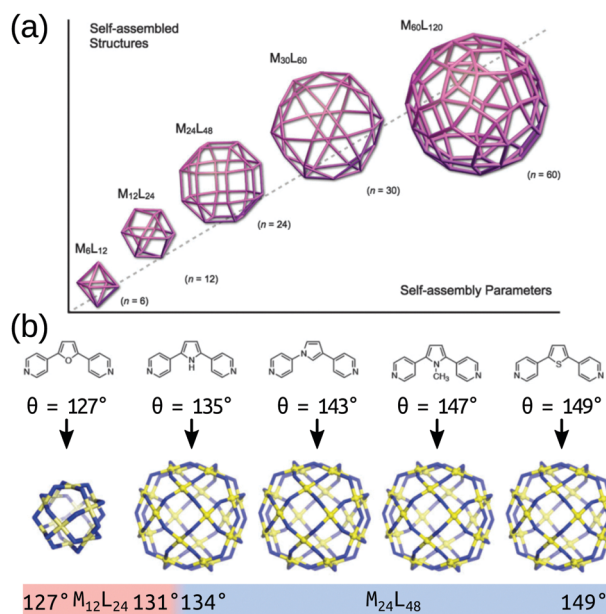 (a)
Self-assembled
Structures
M60L120
M30L60
M24L48
M12L24
M6L12
(n = 60)
(n = 30)
(n = 24)
(n = 12)
(n = 6)
Self-assembly Parameters
(b)
N O N
N N H N
N N N
N N CH3 N
N S N
θ = 127° θ = 135° θ = 143° θ = 147° θ = 149°
127° M12L24 131° 134° M24L48 149°